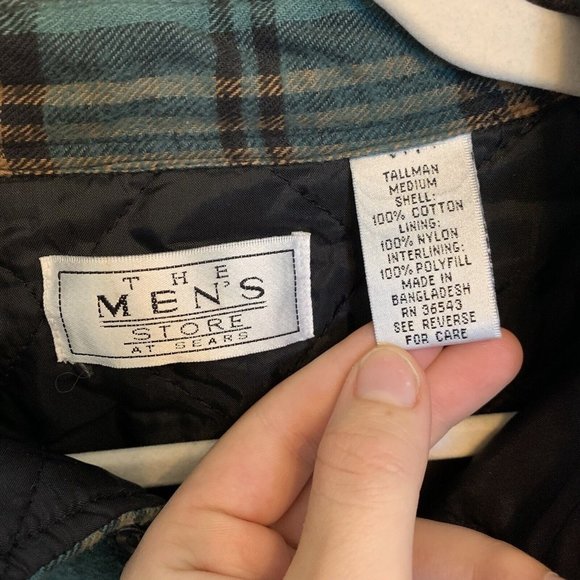 THE
MEN'S
STORE
AT SEARS
TALLMAN
MEDIUM
SHELL:
100% COTTON
LINING:
100% NYLON
INTERLINING:
100% POLYFILL
MADE IN
BANGLADESH
RN 36543
SEE REVERSE
FOR CARE